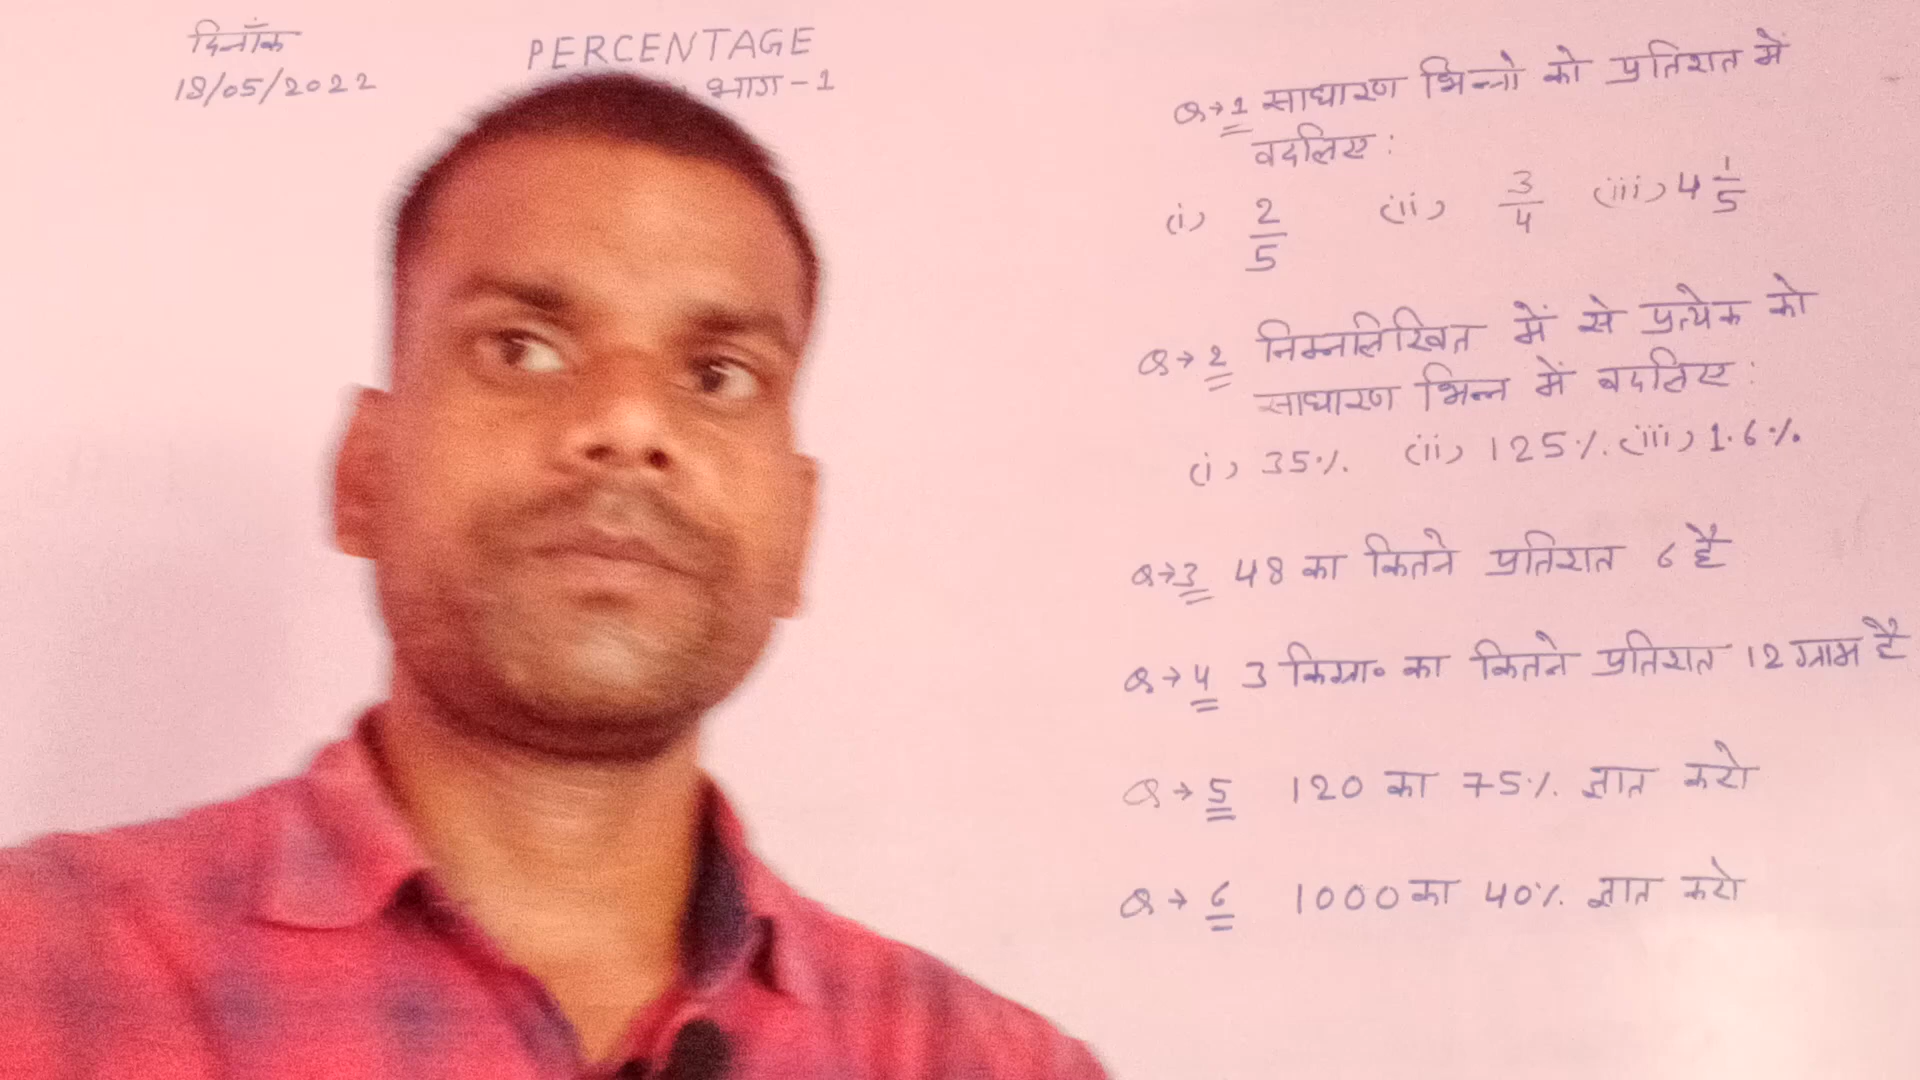 दिनाँक
18/05/2022
PERCENTAGE
भाग-1
Q→1 साधारण भिन्नो को प्रतिशत में
बदलिए:
(i) 2/5 (ii) 3/4 (iii) 4 1/5
Q→2 निम्नलिखित में से प्रत्येक को
साधारण भिन्न में बदलिए:
(i) 35% (ii) 125% (iii) 1.6%
Q→3 48 का कितने प्रतिशत 6 है
Q→4 3 किग्रा० का कितने प्रतिशत 12 ग्राम है
Q→5 120 का 75% ज्ञात करो
Q→6 1000 का 40% ज्ञात करो